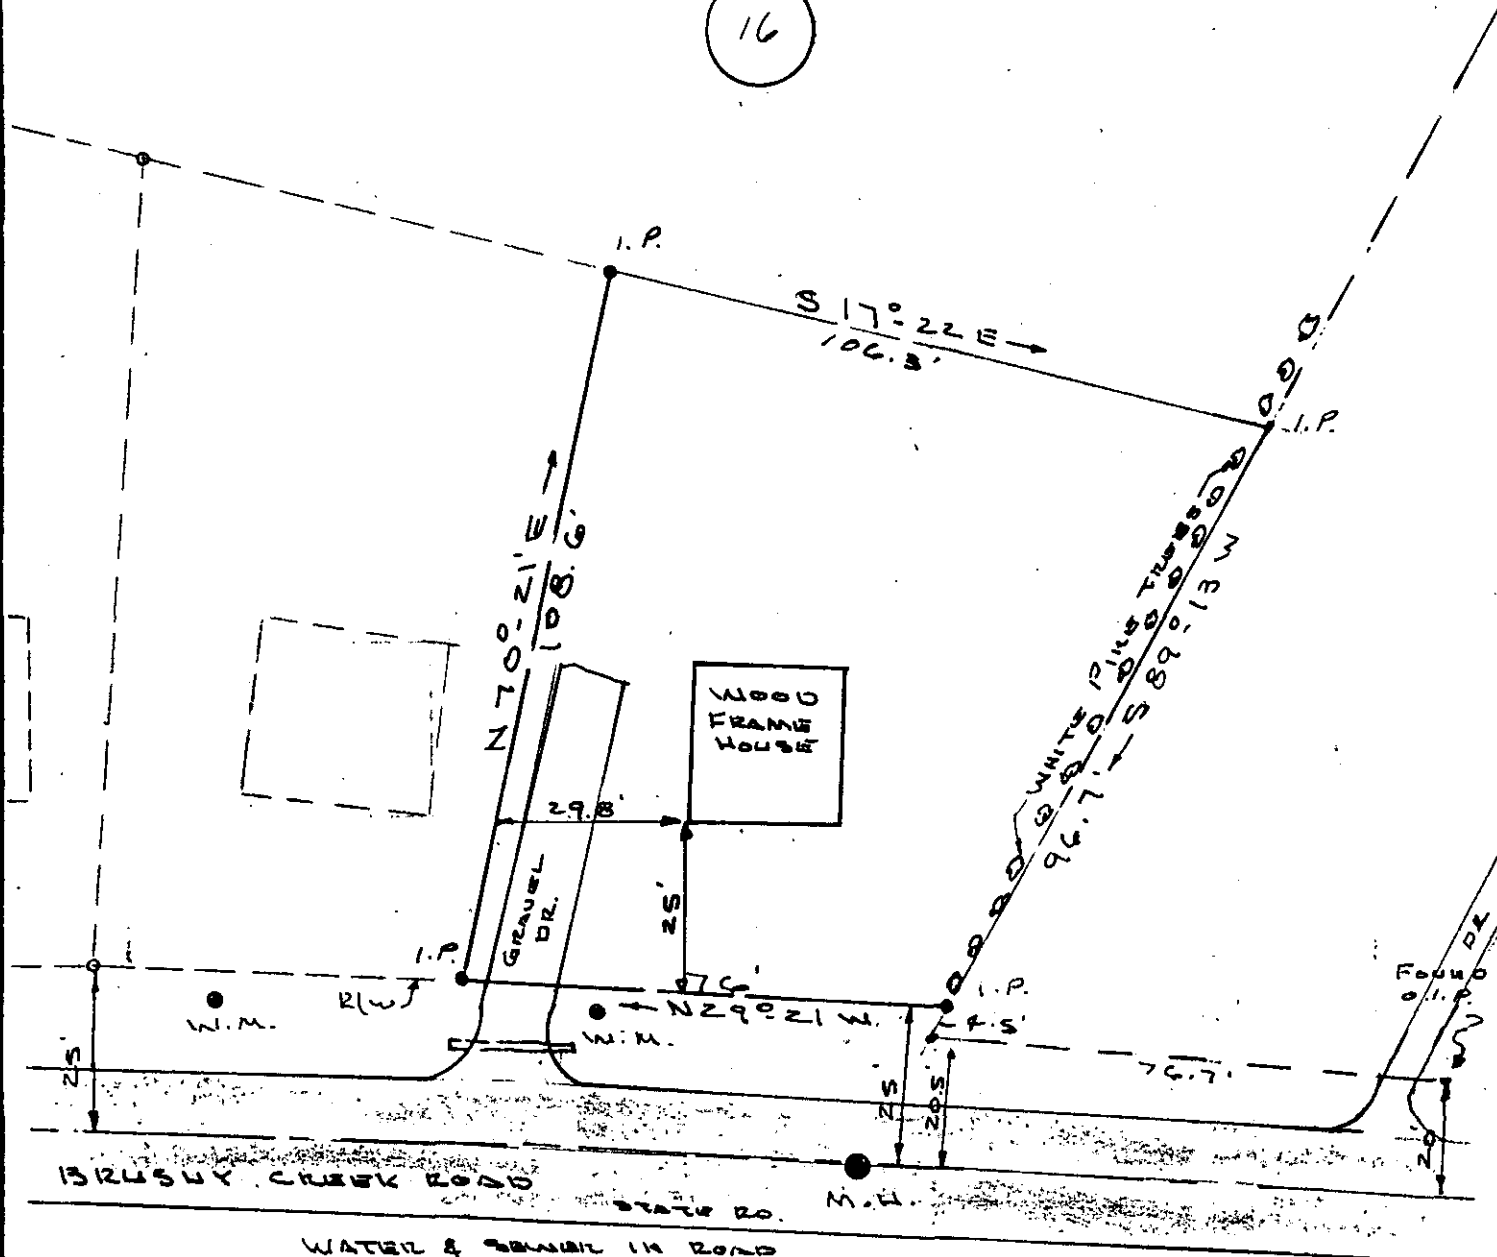 16
I.P.
S 17°-22 E
106.3'
I.P.
N 70°-21' E
108.6'
WHITE PINE TREES
S 89°-13 W
96.7'
WOOD
FRAME
HOUSE
29.8'
25'
GRAVEL
DR.
I.P.
R/W
76'
N 29°-21 W.
I.P.
4.5'
W.M.
W.M.
25'
25'
20.5'
76.7'
DR
FOUND
O.I.P.
20'
BRUSHY CREEK ROAD
STATE RD.
M.H.
WATER & SEWER IN ROAD